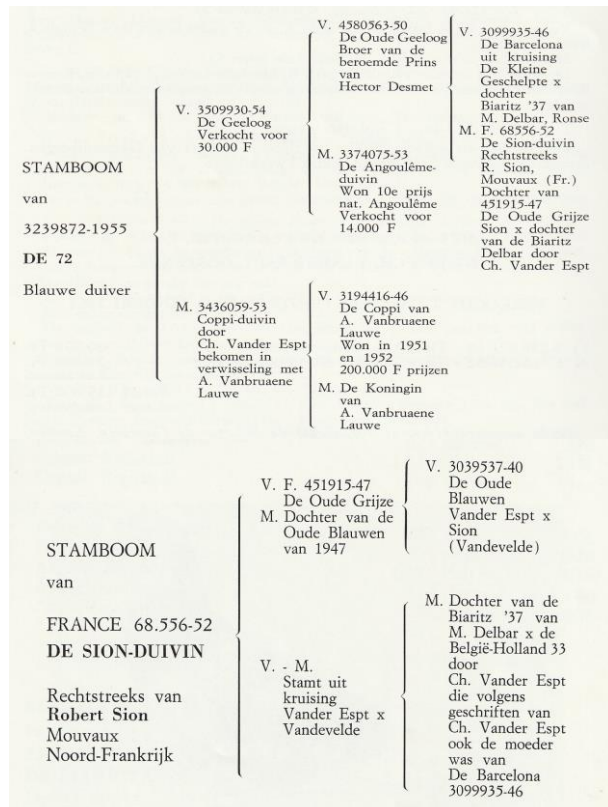 STAMBOOM
van
3239872-1955
DE 72
Blauwe duiver
V. 3509930-54
De Geeloog
Verkocht voor
30.000 F
M. 3436059-53
Coppi-duivin
door
Ch. Vander Espt
bekomen in
verwisseling met
A. Vanbruaene
Lauwe
V. 4580563-50
De Oude Geeloog
Broer van de
beroemde Prins
van
Hector Desmet
M. 3374075-53
De Angoulême-
duivin
Won 10e prijs
nat. Angoulême
Verkocht voor
14.000 F
V. 3194416-46
De Coppi van
A. Vanbruaene
Lauwe
Won in 1951
en 1952
200.000 F prijzen
M. De Koningin
van
A. Vanbruaene
Lauwe
V. 3099935-46
De Barcelona
uit kruising
De Kleine
Geschelpte x
dochter
Biaritz '37 van
M. Delbar, Ronse
M. F. 68556-52
De Sion-duivin
Rechtstreeks
R. Sion,
Mouvaux (Fr.)
Dochter van
451915-47
De Oude Grijze
Sion x dochter
van de Biaritz
Delbar door
Ch. Vander Espt
STAMBOOM
van
FRANCE 68.556-52
DE SION-DUIVIN
Rechtstreeks van
Robert Sion
Mouvaux
Noord-Frankrijk
V. F. 451915-47
De Oude Grijze
M. Dochter van de
Oude Blauwen
van 1947
V. - M.
Stamt uit
kruising
Vander Espt x
Vandevelde
V. 3039537-40
De Oude
Blauwen
Vander Espt x
Sion
(Vandevelde)
M. Dochter van de
Biaritz '37 van
M. Delbar x de
België-Holland 33
door
Ch. Vander Espt
die volgens
geschriften van
Ch. Vander Espt
ook de moeder
was van
De Barcelona
3099935-46